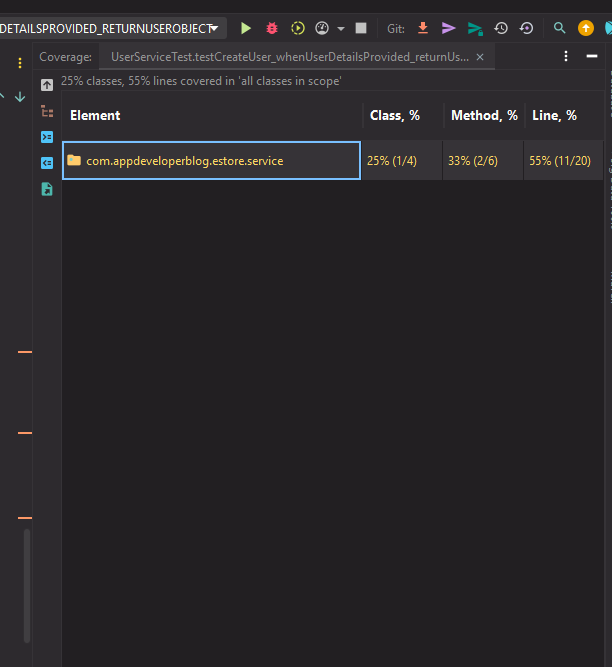 DETAILSPROVIDED_RETURNUSEROBJECT
Git:
Coverage:
UserServiceTest.testCreateUser_whenUserDetailsProvided_returnUs...
25% classes, 55% lines covered in 'all classes in scope'
Element Class, % Method, % Line, %
com.appdeveloperblog.estore.service 25% (1/4) 33% (2/6) 55% (11/20)